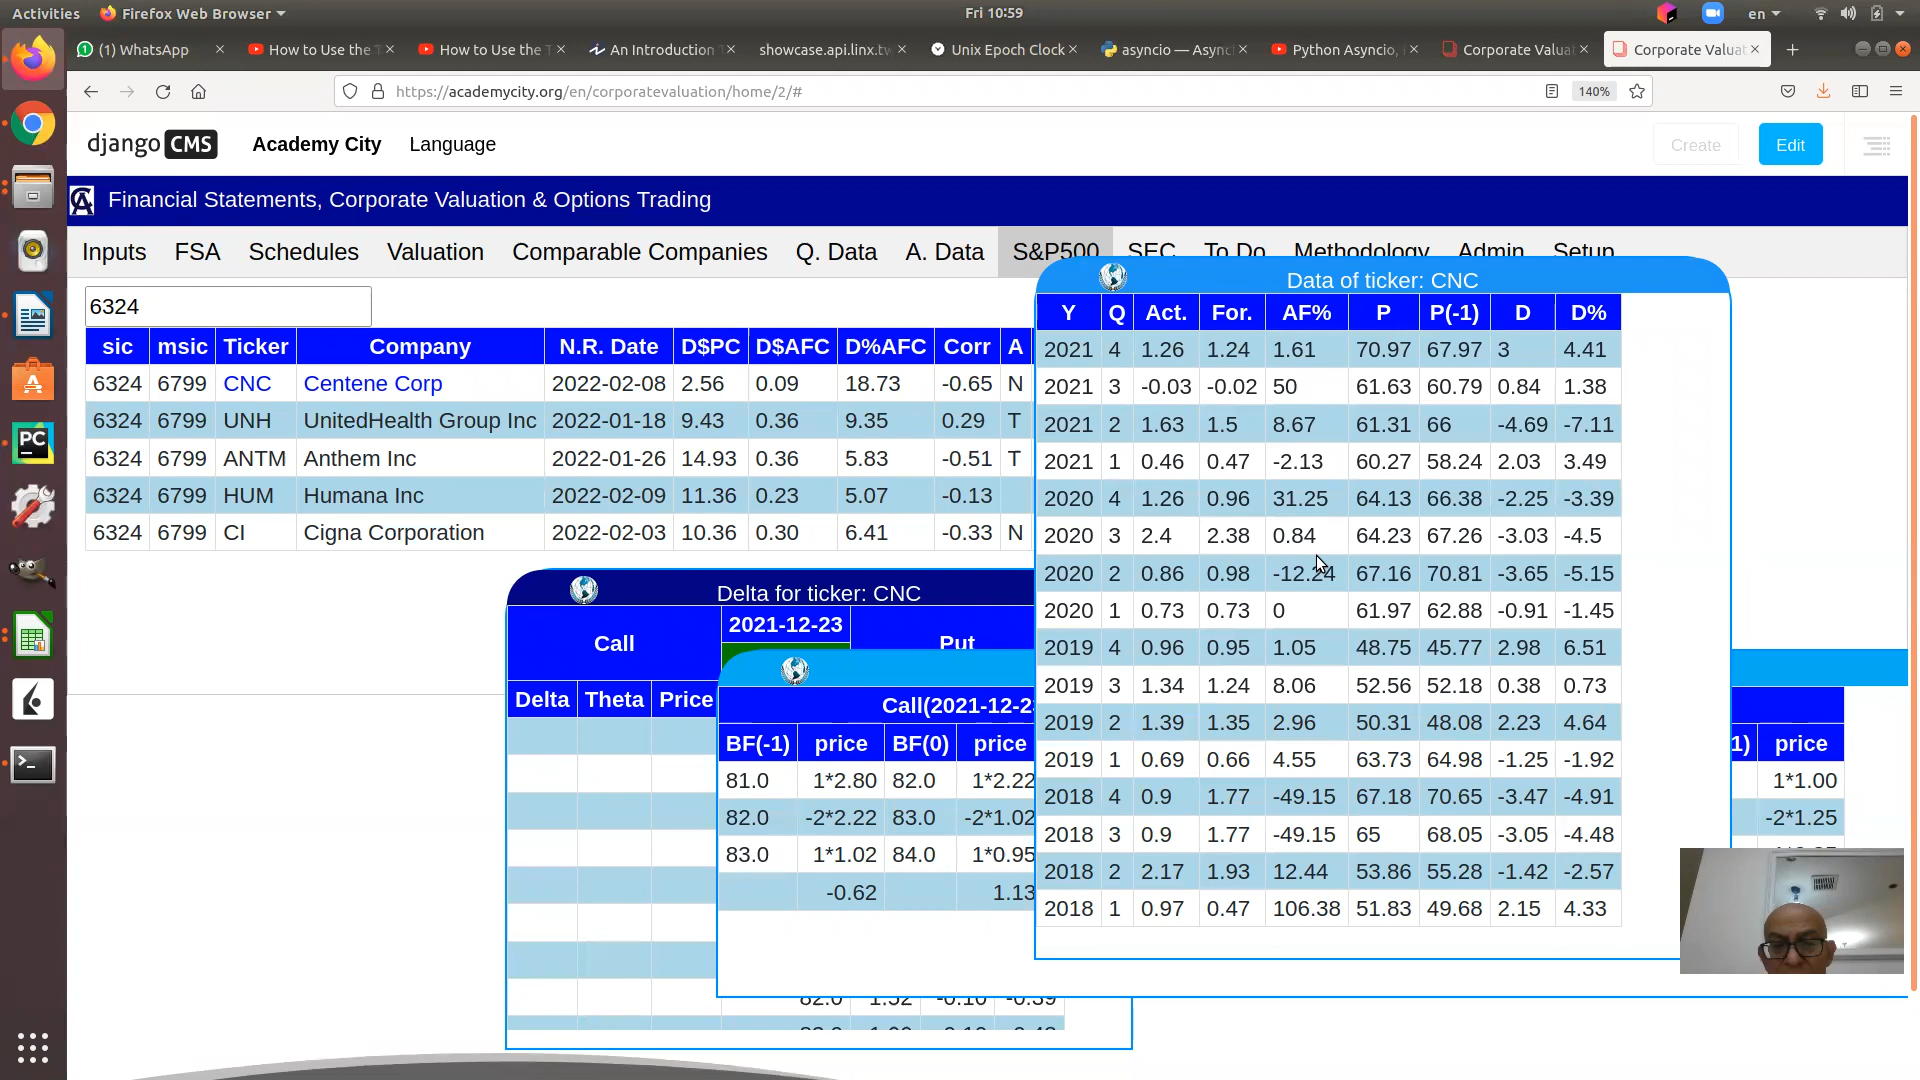 Activities Firefox Web Browser Fri 10:59 en
(1) WhatsApp How to Use the T How to Use the T An Introduction showcase.api.linx.tw Unix Epoch Clock asyncio — Async Python Asyncio, Corporate Valuat Corporate Valuat
https://academycity.org/en/corporatevaluation/home/2/# 140%
django CMS Academy City Language Create Edit
Financial Statements, Corporate Valuation & Options Trading
Inputs FSA Schedules Valuation Comparable Companies Q. Data A. Data S&P500 SEC To Do Methodology Admin Setup
6324
sic msic Ticker Company N.R. Date D$PC D$AFC D%AFC Corr A
6324 6799 CNC Centene Corp 2022-02-08 2.56 0.09 18.73 -0.65 N
6324 6799 UNH UnitedHealth Group Inc 2022-01-18 9.43 0.36 9.35 0.29 T
6324 6799 ANTM Anthem Inc 2022-01-26 14.93 0.36 5.83 -0.51 T
6324 6799 HUM Humana Inc 2022-02-09 11.36 0.23 5.07 -0.13
6324 6799 CI Cigna Corporation 2022-02-03 10.36 0.30 6.41 -0.33 N
Data of ticker: CNC
Y Q Act. For. AF% P P(-1) D D%
2021 4 1.26 1.24 1.61 70.97 67.97 3 4.41
2021 3 -0.03 -0.02 50 61.63 60.79 0.84 1.38
2021 2 1.63 1.5 8.67 61.31 66 -4.69 -7.11
2021 1 0.46 0.47 -2.13 60.27 58.24 2.03 3.49
2020 4 1.26 0.96 31.25 64.13 66.38 -2.25 -3.39
2020 3 2.4 2.38 0.84 64.23 67.26 -3.03 -4.5
2020 2 0.86 0.98 -12.24 67.16 70.81 -3.65 -5.15
2020 1 0.73 0.73 0 61.97 62.88 -0.91 -1.45
2019 4 0.96 0.95 1.05 48.75 45.77 2.98 6.51
2019 3 1.34 1.24 8.06 52.56 52.18 0.38 0.73
2019 2 1.39 1.35 2.96 50.31 48.08 2.23 4.64
2019 1 0.69 0.66 4.55 63.73 64.98 -1.25 -1.92
2018 4 0.9 1.77 -49.15 67.18 70.65 -3.47 -4.91
2018 3 0.9 1.77 -49.15 65 68.05 -3.05 -4.48
2018 2 2.17 1.93 12.44 53.86 55.28 -1.42 -2.57
2018 1 0.97 0.47 106.38 51.83 49.68 2.15 4.33
Delta for ticker: CNC
Call 2021-12-23 Put
Delta Theta Price
Call(2021-12-23
BF(-1) price BF(0) price 1) price
81.0 1*2.80 82.0 1*2.22 1*1.00
82.0 -2*2.22 83.0 -2*1.02 -2*1.25
83.0 1*1.02 84.0 1*0.95
-0.62 1.13
82.0 1.52 -0.10 -0.39